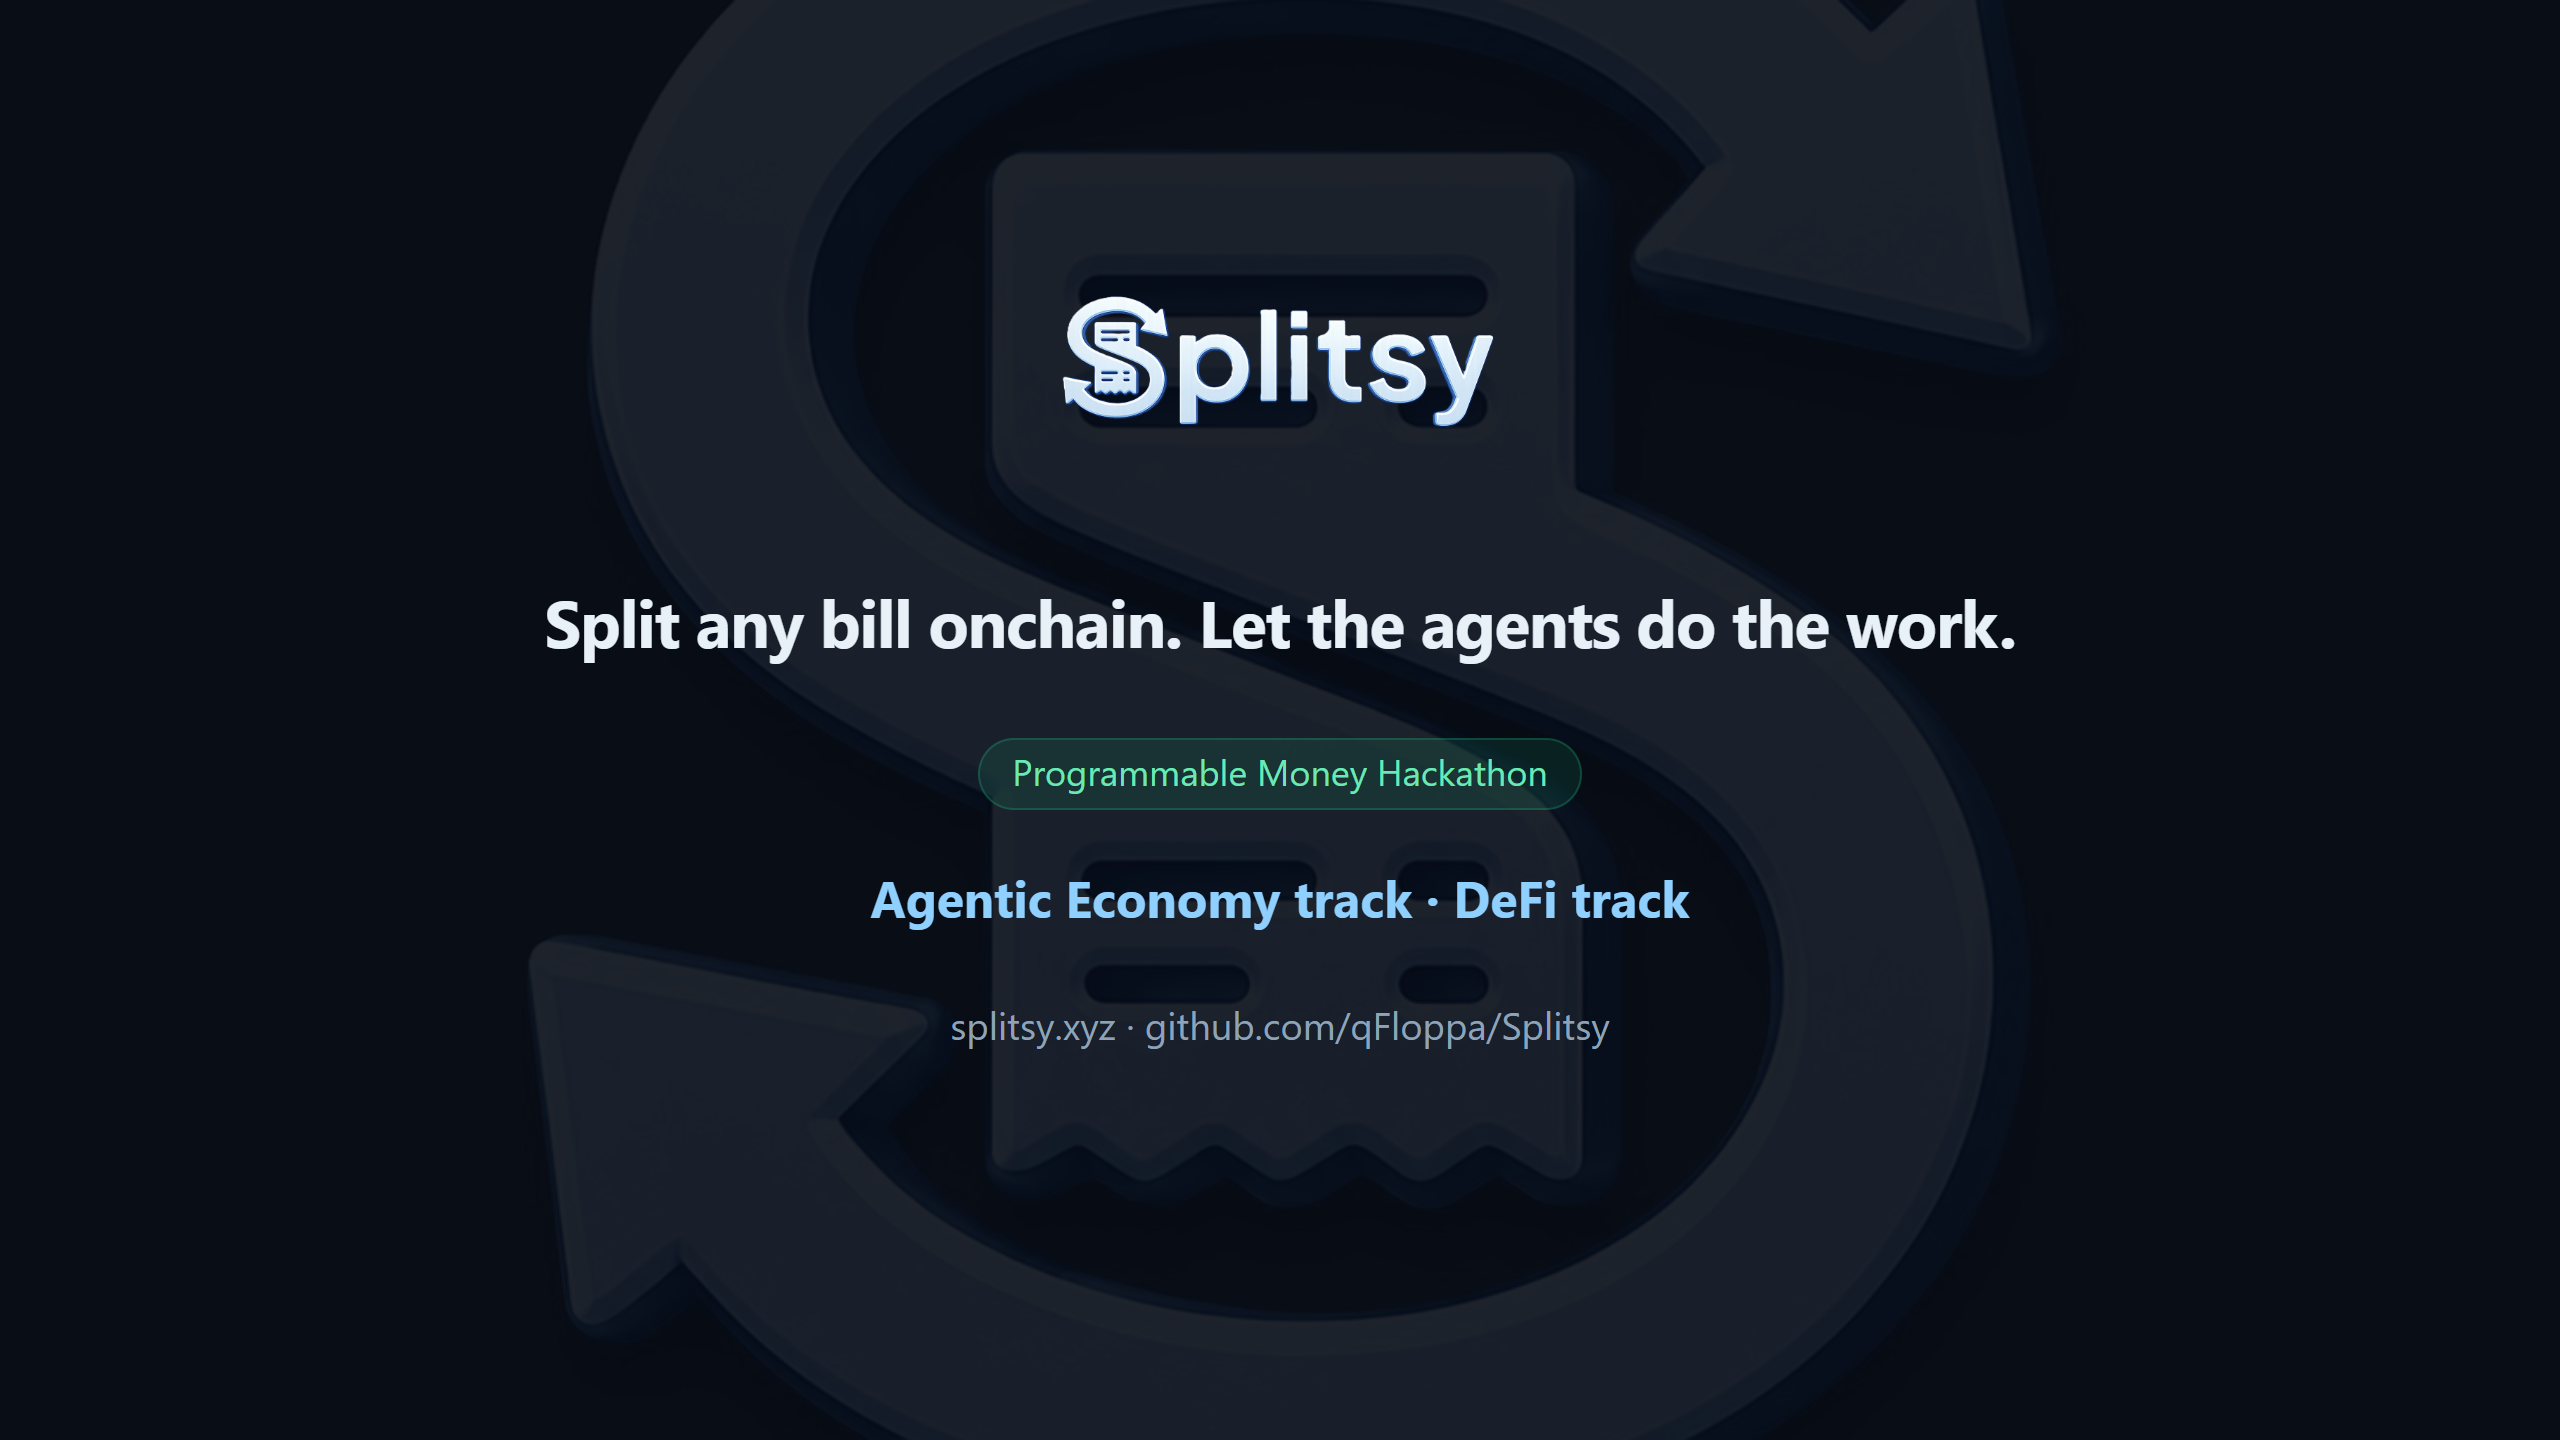 Splitsy
Split any bill onchain. Let the agents do the work.
Programmable Money Hackathon
Agentic Economy track · DeFi track
splitsy.xyz · github.com/qFloppa/Splitsy